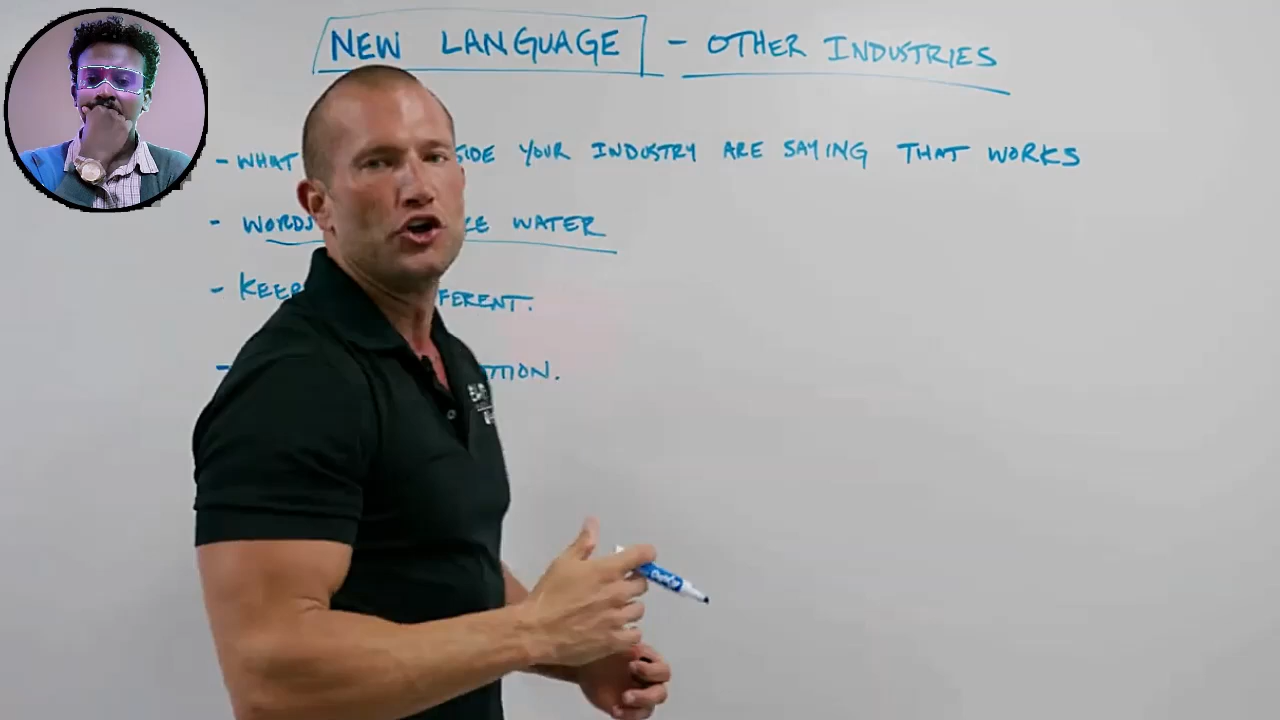 NEW LANGUAGE - OTHER INDUSTRIES
- WHAT SIDE YOUR INDUSTRY ARE SAYING THAT WORKS
- WORDS WATER
- KEEP FERENT.
- TION.